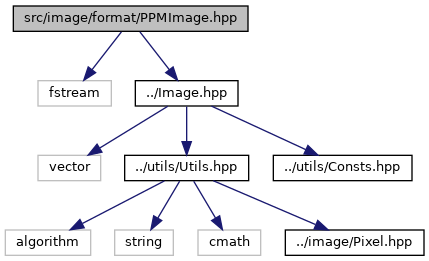 src/image/format/PPMImage.hpp
fstream
../Image.hpp
vector
../utils/Utils.hpp
../utils/Consts.hpp
algorithm
string
cmath
../image/Pixel.hpp